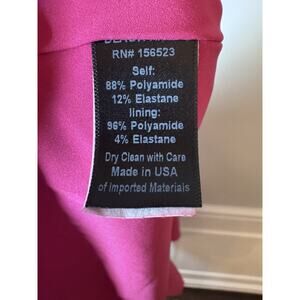 RN# 156523
Self:
88% Polyamide
12% Elastane
lining:
96% Polyamide
4% Elastane
Dry Clean with Care
Made in USA
of Imported Materials